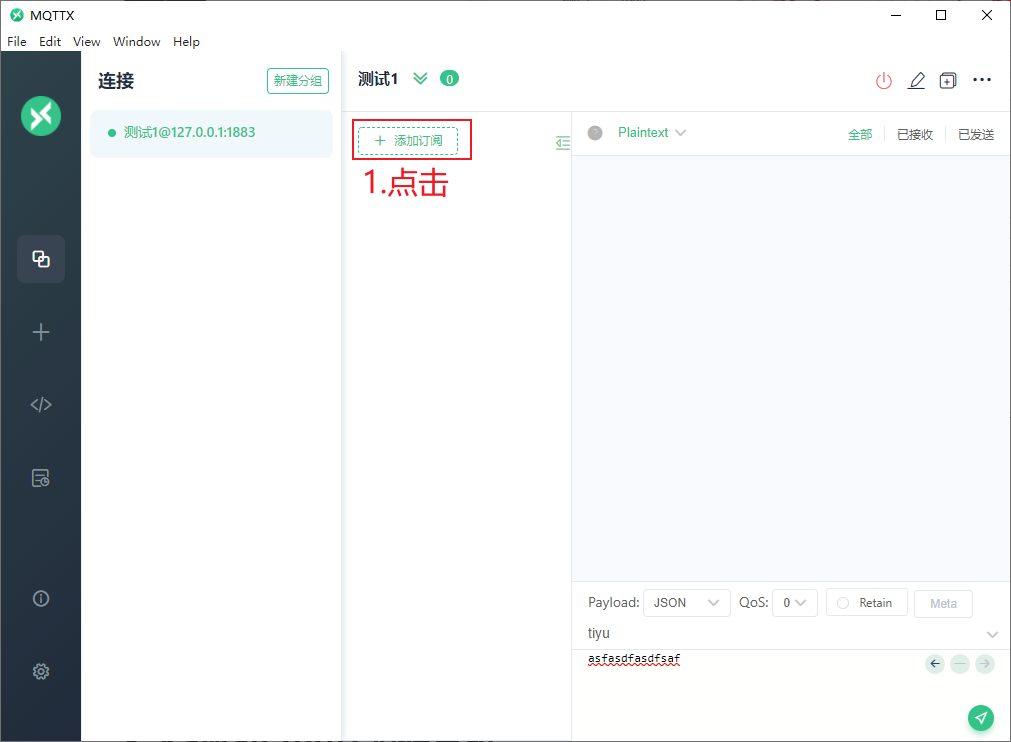 MQTTX
File Edit View Window Help
连接
新建分组
测试1@127.0.0.1:1883
测试1 0
添加订阅
1.点击
Plaintext
全部 已接收 已发送
Payload: JSON QoS: 0 Retain Meta
tiyu
asfasdfasdfsaf